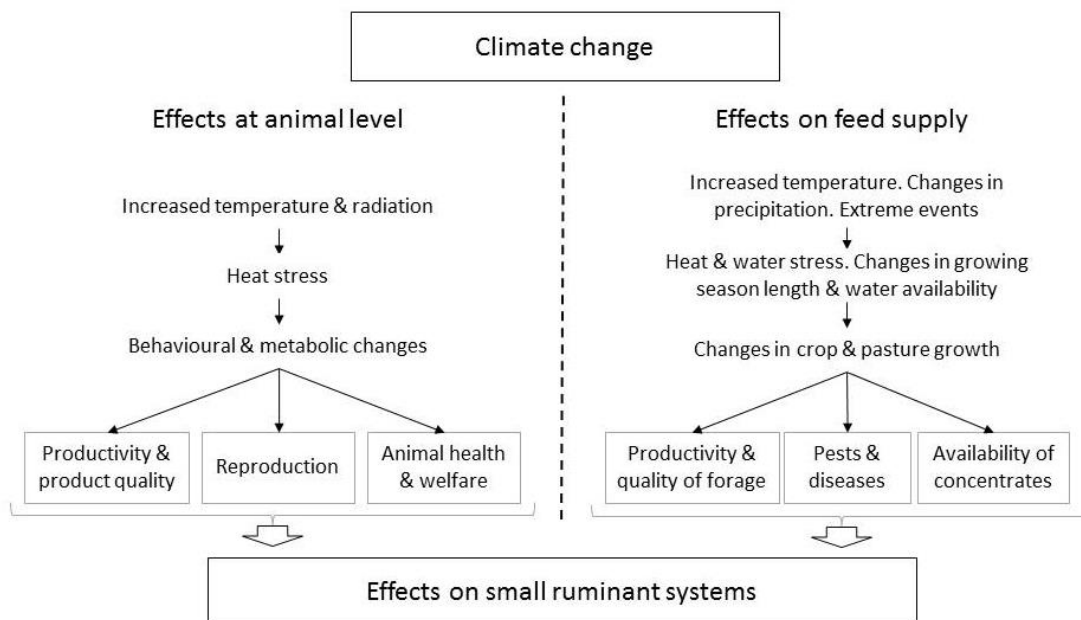 Climate change
Effects at animal level
Increased temperature & radiation
Heat stress
Behavioural & metabolic changes
Productivity &
product quality
Reproduction
Animal health
& welfare
Effects on feed supply
Increased temperature. Changes in
precipitation. Extreme events
Heat & water stress. Changes in growing
season length & water availability
Changes in crop & pasture growth
Productivity &
quality of forage
Pests &
diseases
Availability of
concentrates
Effects on small ruminant systems